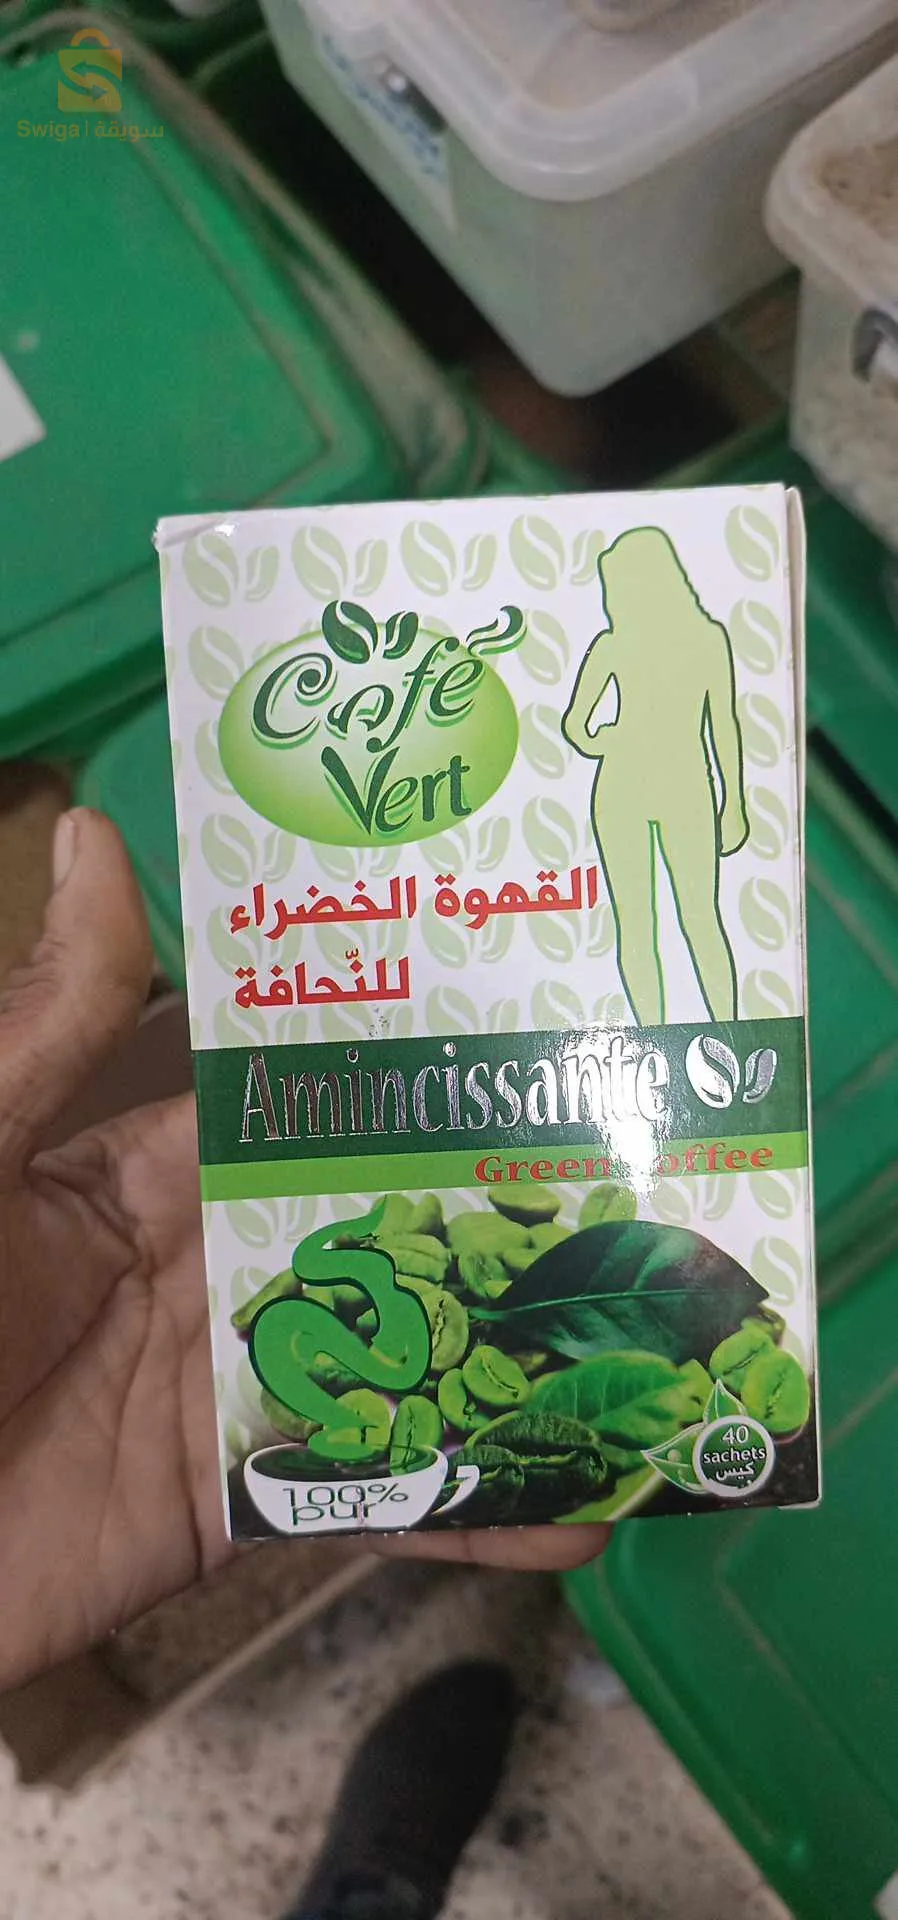 Swiga | سويقة
Café
Vert
القهوة الخضراء
للنّحافة
Amincissante
Green Coffee
40
sachets
كيس
100%
pur